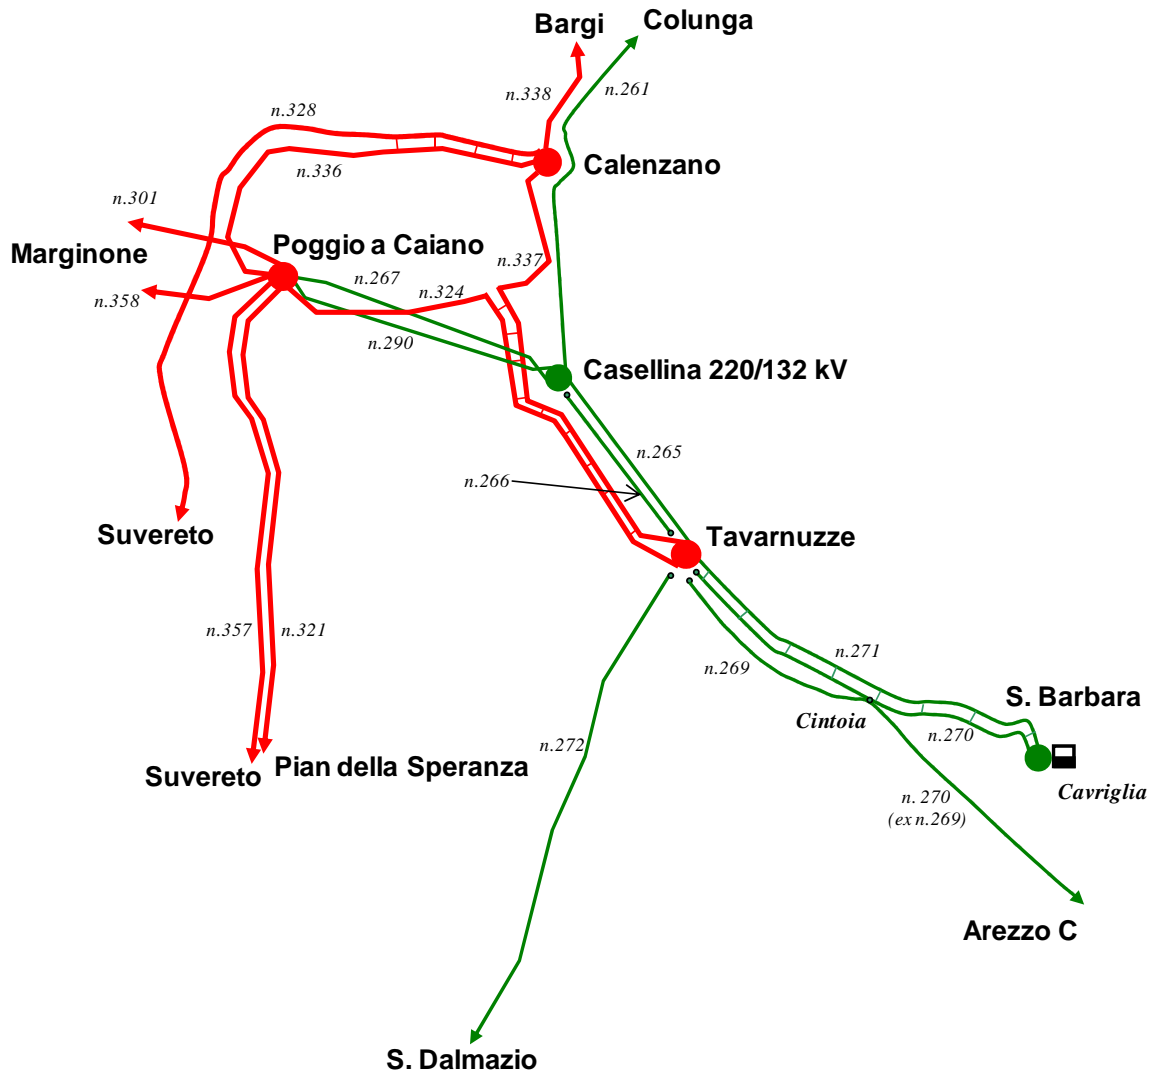 Bargi
Colunga
n.338
n.261
n.328
n.336
Calenzano
n.301
Marginone
Poggio a Caiano
n.337
n.267
n.324
n.358
n.290
Casellina 220/132 kV
n.265
n.266
Suvereto
Tavarnuzze
n.357
n.321
n.269
n.271
S. Barbara
Cintoia
n.270
n.272
Suvereto
Pian della Speranza
Cavriglia
n. 270
(ex n.269)
Arezzo C
S. Dalmazio